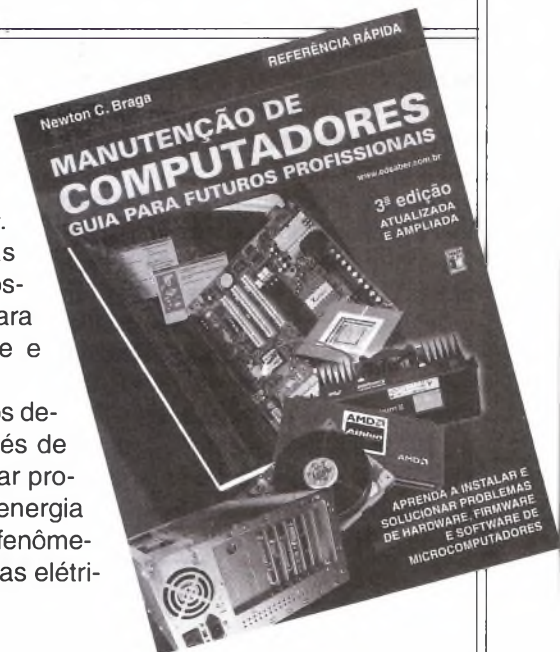 r.
s
os-
ara
e e
os de-
és de
ar pro-
energia
fenôme-
as elétri-
Newton C. Braga
REFERÊNCIA RÁPIDA
MANUTENÇÃO DE
COMPUTADORES
GUIA PARA FUTUROS PROFISSIONAIS
www.edsaber.com.br
3ª edição
ATUALIZADA
E AMPLIADA
AMD
Athlon
AMD
APRENDA A INSTALAR E
SOLUCIONAR PROBLEMAS
DE HARDWARE, FIRMWARE
E SOFTWARE DE
MICROCOMPUTADORES